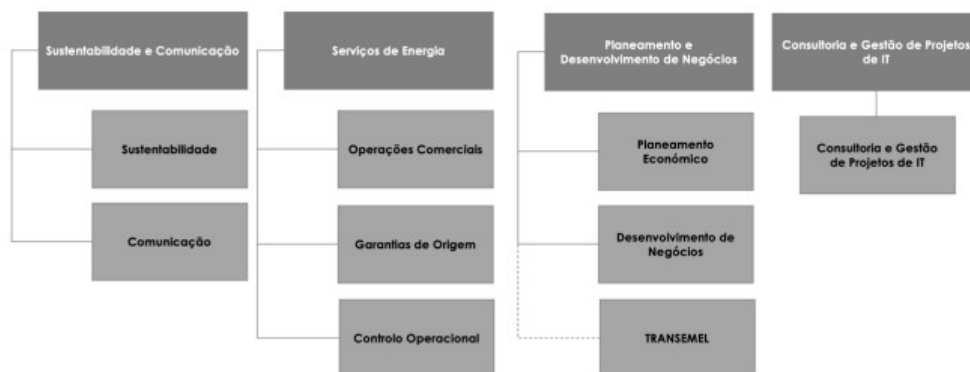 Sustentabilidade e Comunicação
Sustentabilidade
Comunicação
Serviços de Energia
Operações Comerciais
Garantias de Origem
Controlo Operacional
Planeamento e
Desenvolvimento de Negócios
Planeamento
Económico
Desenvolvimento de
Negócios
TRANSEMEL
Consultoria e Gestão de Projetos
de IT
Consultoria e Gestão
de Projetos de IT